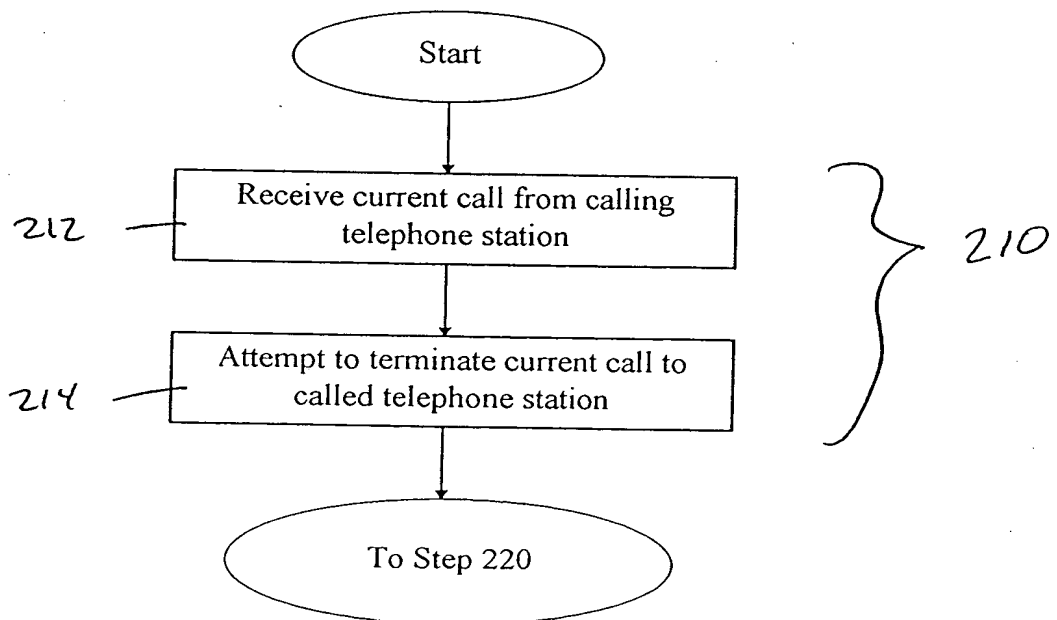 Start
Receive current call from calling
telephone station
212
210
Attempt to terminate current call to
called telephone station
214
To Step 220